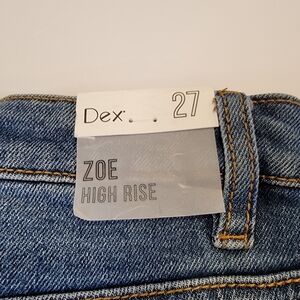 Dex. 27
ZOE
HIGH RISE